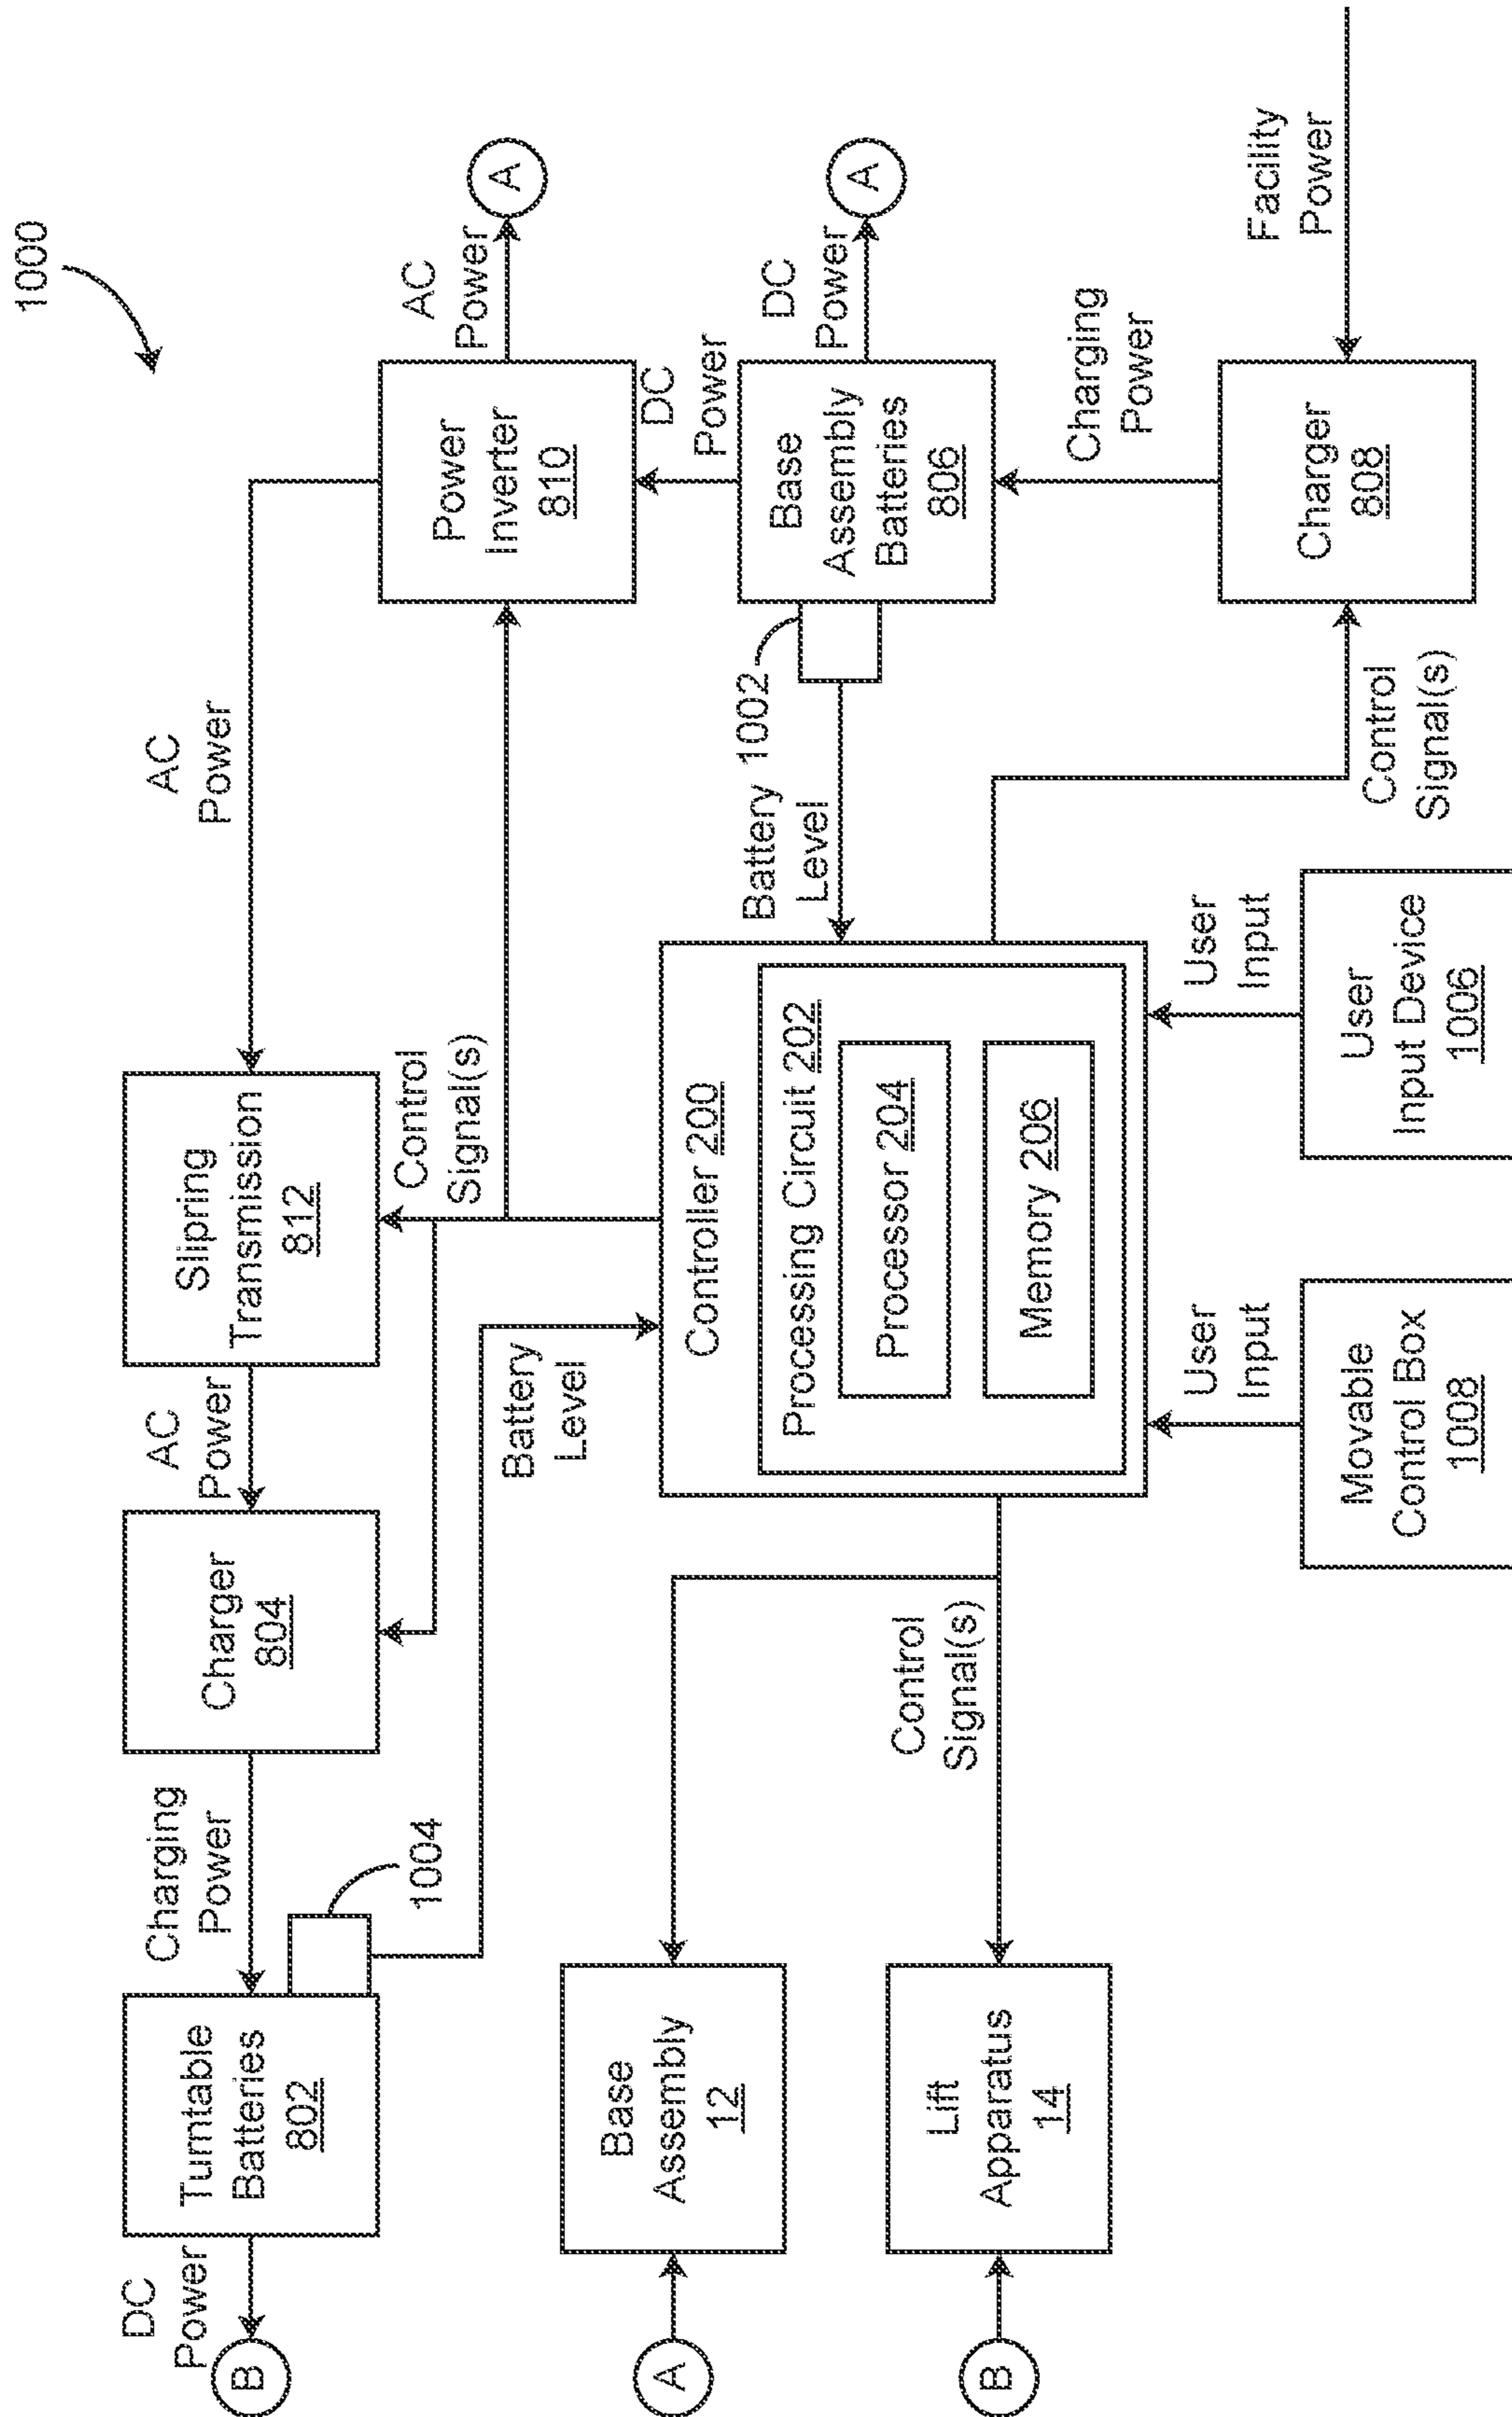 1000
DC
Power
B
Turntable
Batteries
802
1004
Charging
Power
Charger
804
AC
Power
Slipring
Transmission
812
AC
Power
Control
Signal(s)
Battery
Level
Power
Inverter
810
AC
Power
A
DC
Power
Base
Assembly
Batteries
806
DC
Power
A
1002
Battery
Level
A
Base
Assembly
12
B
Lift
Apparatus
14
Control
Signal(s)
Controller 200
Processing Circuit 202
Processor 204
Memory 206
Charging
Power
Facility
Power
Charger
808
Control
Signal(s)
User
Input
User
Input
Movable
Control Box
1008
User
Input Device
1006